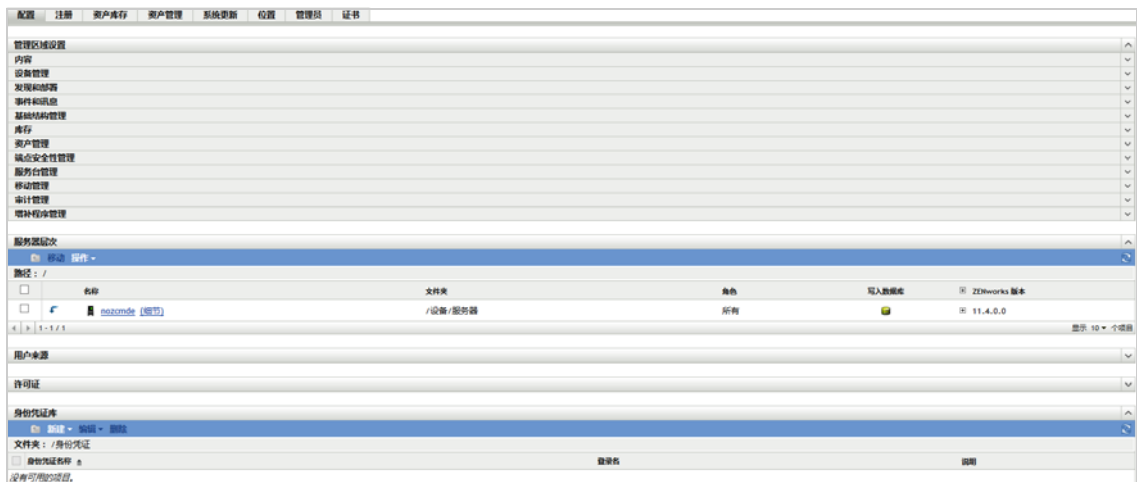 配置 注册 资产库存 资产管理 系统更新 位置 管理员 证书
管理区域设置
内容
设备管理
发现和部署
事件和讯息
基础结构管理
库存
资产管理
端点安全性管理
服务台管理
移动管理
审计管理
增补程序管理
服务器层次
移动 操作
路径： /
名称 文件夹 角色 写入数据库 ZENworks 版本
nozcmde (细节) /设备/服务器 所有 11.4.0.0
1 - 1 / 1 显示 10 个项目
用户来源
许可证
身份凭证库
新建 编辑 删除
文件夹： /身份凭证
身份凭证名称 登录名 说明
没有可用的项目。